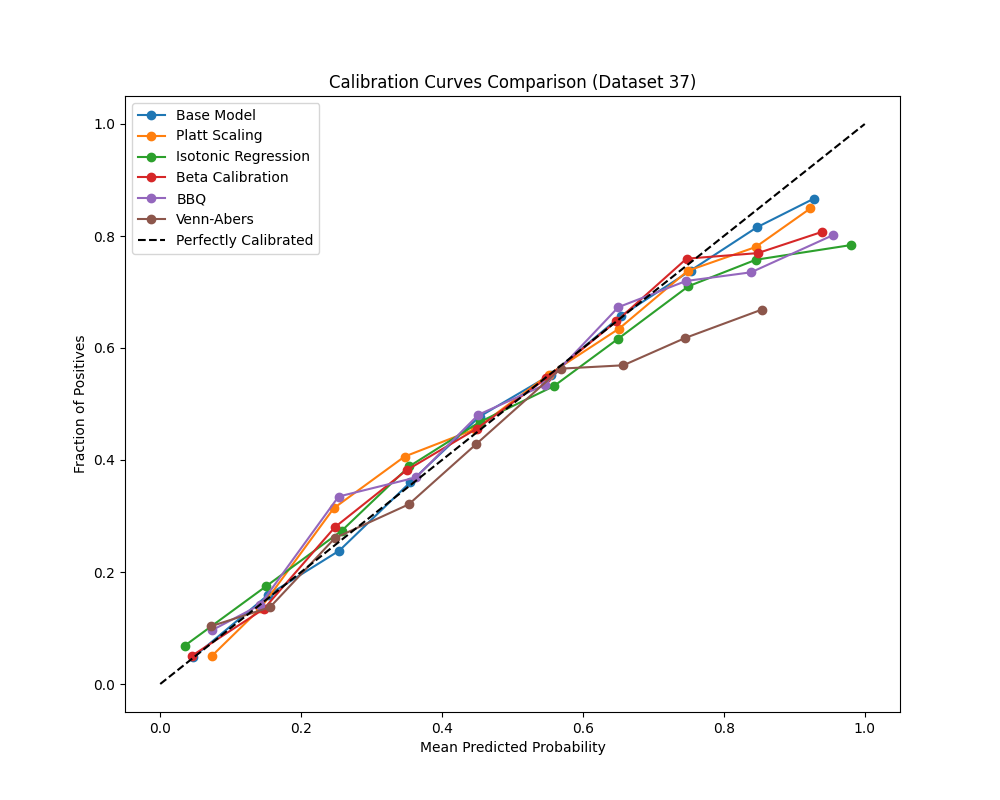 Calibration Curves Comparison (Dataset 37)
Base Model
Platt Scaling
Isotonic Regression
Beta Calibration
BBQ
Venn-Abers
Perfectly Calibrated
Fraction of Positives
1.0
0.8
0.6
0.4
0.2
0.0
0.0 0.2 0.4 0.6 0.8 1.0
Mean Predicted Probability